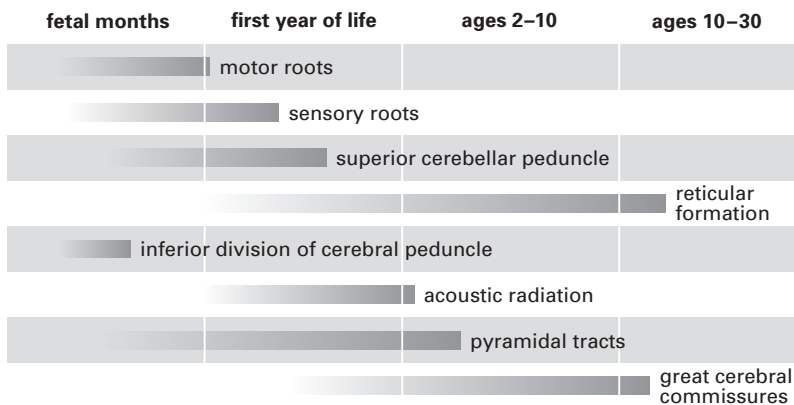 fetal months first year of life ages 2–10 ages 10–30
motor roots
sensory roots
superior cerebellar peduncle
reticular
formation
inferior division of cerebral peduncle
acoustic radiation
pyramidal tracts
great cerebral
commissures